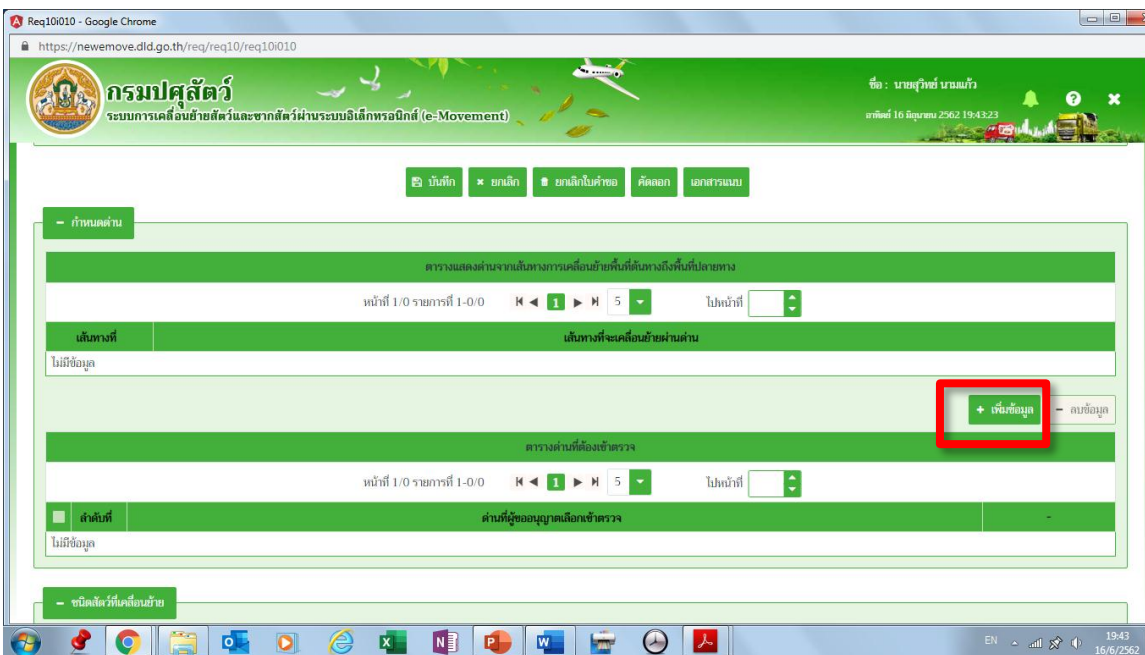 Req10i010 - Google Chrome
https://newemove.dld.go.th/req/req10/req10i010
กรมปศุสัตว์
ระบบการเคลื่อนย้ายสัตว์และซากสัตว์ผ่านระบบอิเล็กทรอนิกส์ (e-Movement)
ชื่อ : นายสุวิทย์ นามแก้ว
อาทิตย์ 16 มิถุนายน 2562 19:43:23
บันทึก ยกเลิก ยกเลิกใบคำขอ คัดลอก เอกสารแนบ
– กำหนดด่าน
ตารางแสดงด่านจากเส้นทางการเคลื่อนย้ายพื้นที่ต้นทางถึงพื้นที่ปลายทาง
หน้าที่ 1/0 รายการที่ 1-0/0 1 5 ไปหน้าที่
เส้นทางที่ เส้นทางที่จะเคลื่อนย้ายผ่านด่าน
ไม่มีข้อมูล
+ เพิ่มข้อมูล – ลบข้อมูล
ตารางด่านที่ต้องเข้าตรวจ
หน้าที่ 1/0 รายการที่ 1-0/0 1 5 ไปหน้าที่
ลำดับที่ ด่านที่ผู้ขออนุญาตเลือกเข้าตรวจ -
ไม่มีข้อมูล
– ชนิดสัตว์ที่เคลื่อนย้าย
EN 19:43
16/6/2562